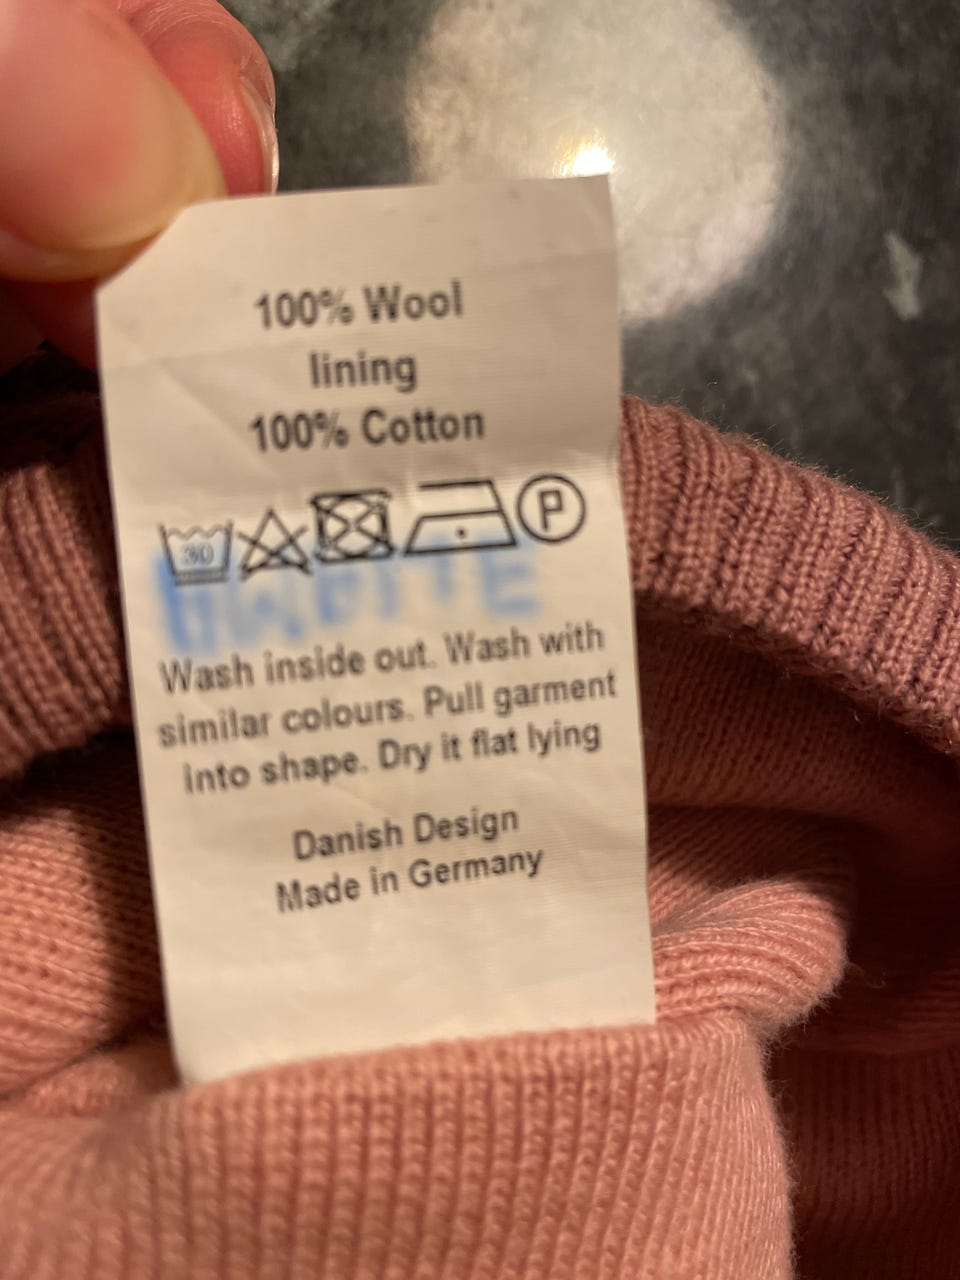 100% Wool
lining
100% Cotton
30 P
Wash inside out. Wash with
similar colours. Pull garment
into shape. Dry it flat lying
Danish Design
Made in Germany